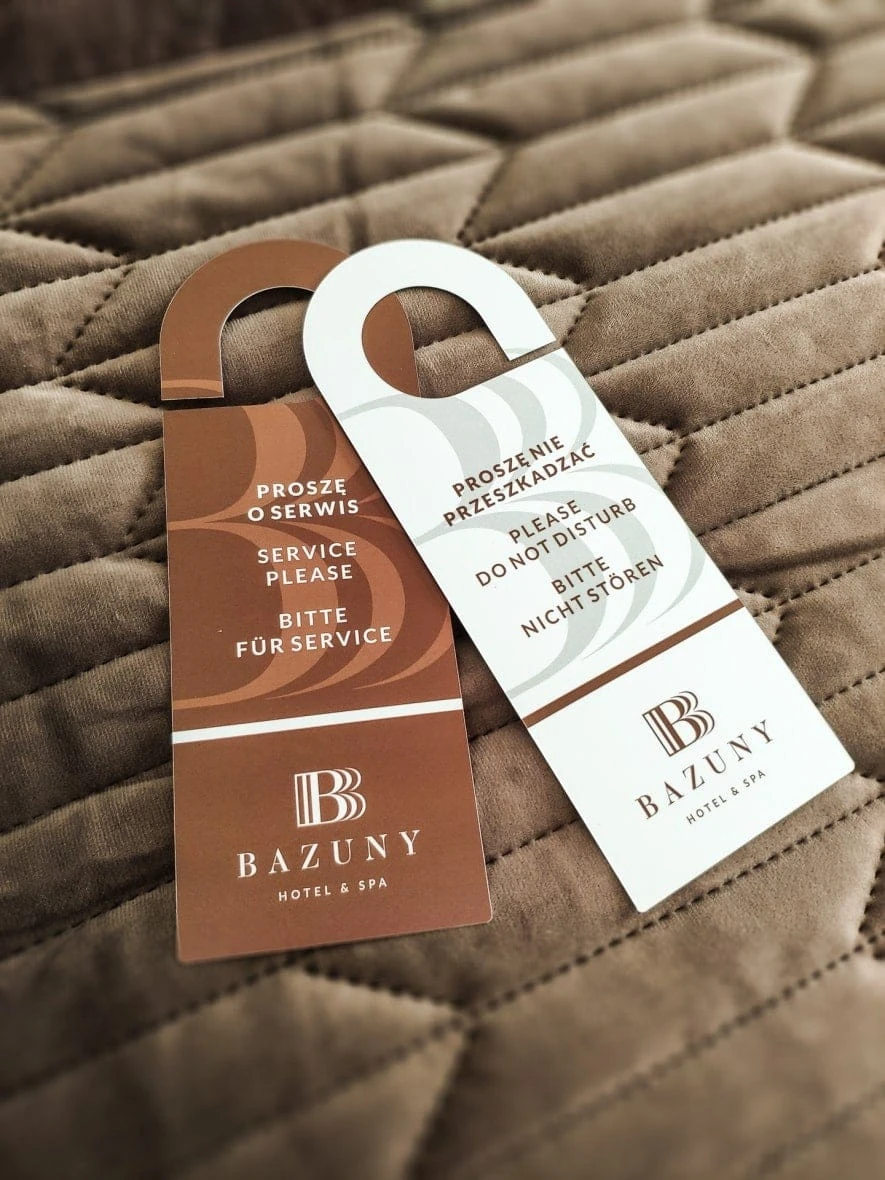 PROSZĘ
O SERWIS
SERVICE
PLEASE
BITTE
FÜR SERVICE
B
BAZUNY
HOTEL & SPA
PROSZĘ NIE
PRZESZKADZAĆ
PLEASE
DO NOT DISTURB
BITTE
NICHT STÖREN
B
BAZUNY
HOTEL & SPA